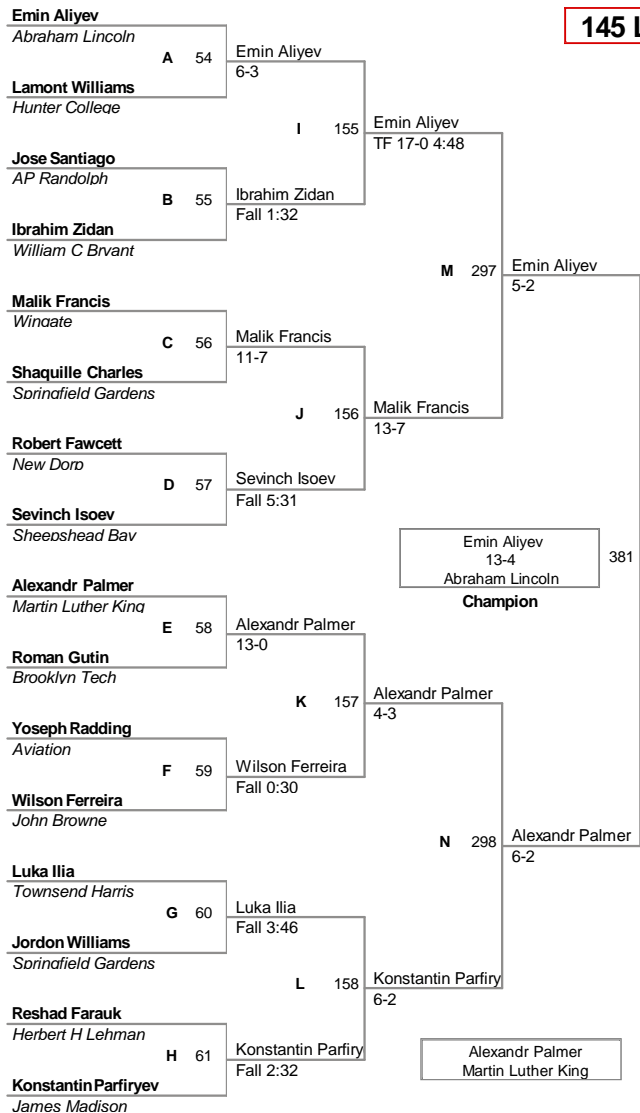 145 L
Emin Aliyev
Abraham Lincoln
A 54
Emin Aliyev
6-3
Lamont Williams
Hunter College
I 155
Emin Aliyev
TF 17-0 4:48
Jose Santiago
AP Randolph
B 55
Ibrahim Zidan
Fall 1:32
Ibrahim Zidan
William C Bryant
M 297
Emin Aliyev
5-2
Malik Francis
Wingate
C 56
Malik Francis
11-7
Shaquille Charles
Springfield Gardens
J 156
Malik Francis
13-7
Robert Fawcett
New Dorp
D 57
Sevinch Isoev
Fall 5:31
Sevinch Isoev
Sheepshead Bay
Emin Aliyev
13-4
Abraham Lincoln
381
Champion
Alexandr Palmer
Martin Luther King
E 58
Alexandr Palmer
13-0
Roman Gutin
Brooklyn Tech
K 157
Alexandr Palmer
4-3
Yoseph Radding
Aviation
F 59
Wilson Ferreira
Fall 0:30
Wilson Ferreira
John Browne
N 298
Alexandr Palmer
6-2
Luka Ilia
Townsend Harris
G 60
Luka Ilia
Fall 3:46
Jordon Williams
Springfield Gardens
L 158
Konstantin Parfiry
6-2
Reshad Farauk
Herbert H Lehman
H 61
Konstantin Parfiry
Fall 2:32
Konstantin Parfiryev
James Madison
Alexandr Palmer
Martin Luther King